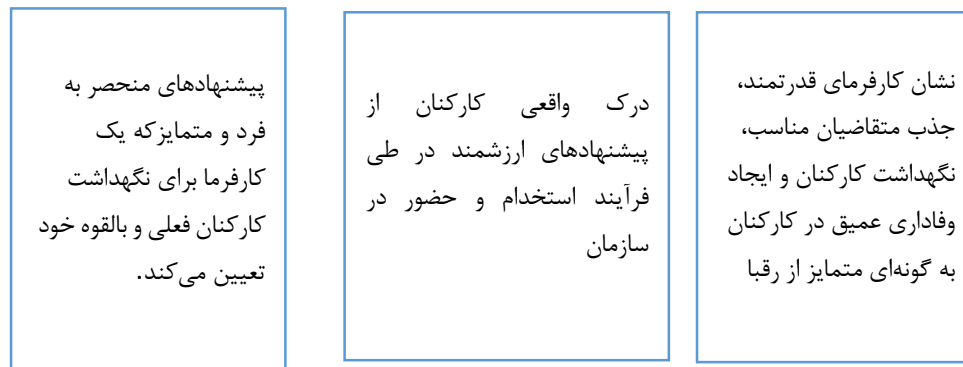 نشان کارفرمای قدرتمند،
جذب متقاضیان مناسب،
نگهداشت کارکنان و ایجاد
وفاداری عمیق در کارکنان
به گونه‌ای متمایز از رقبا
درک واقعی کارکنان از
پیشنهادهای ارزشمند در طی
فرآیند استخدام و حضور در
سازمان
پیشنهادهای منحصر به
فرد و متمایزکه یک
کارفرما برای نگهداشت
کارکنان فعلی و بالقوه خود
تعیین می‌کند.